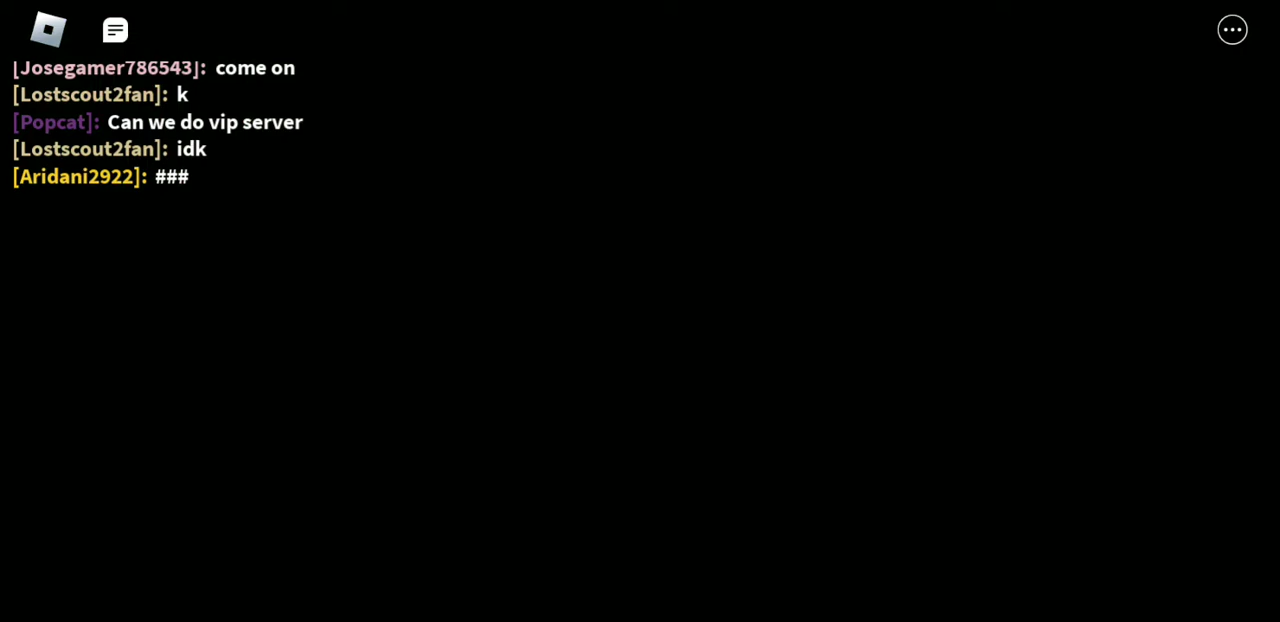 [Josegamer786543]: come on
[Lostscout2fan]: k
[Popcat]: Can we do vip server
[Lostscout2fan]: idk
[Aridani2922]: ###